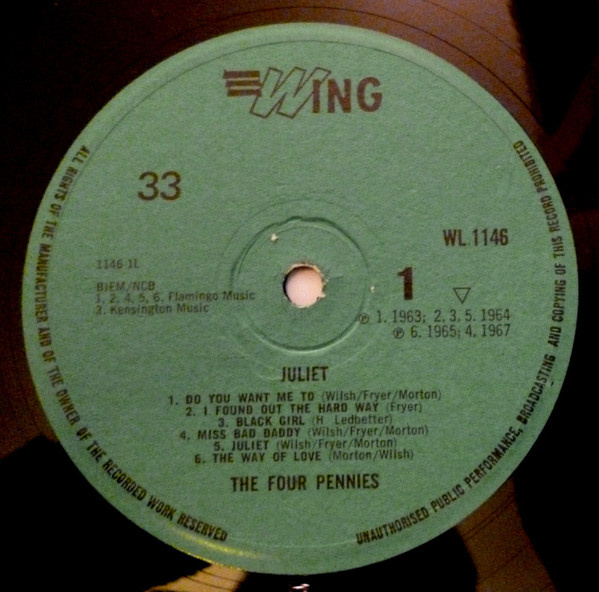 WING
33
WL 1146
1146 1L
BIEM/NCB
1, 2, 4, 5, 6, Flamingo Music
3. Kensington Music
1 ▽
℗ 1. 1963; 2. 3. 5. 1964
℗ 6. 1965; 4. 1967
JULIET
1. DO YOU WANT ME TO (Wilsh/Fryer/Morton)
2. I FOUND OUT THE HARD WAY (Fryer)
3. BLACK GIRL (H Ledbetter)
4. MISS BAD DADDY (Wilsh/Fryer/Morton)
5. JULIET (Wilsh/Fryer/Morton)
6. THE WAY OF LOVE (Morton/Wilsh)
THE FOUR PENNIES
ALL RIGHTS OF THE MANUFACTURER AND OF THE OWNER OF THE RECORDED WORK RESERVED
UNAUTHORISED PUBLIC PERFORMANCE, BROADCASTING AND COPYING OF THIS RECORD PROHIBITED